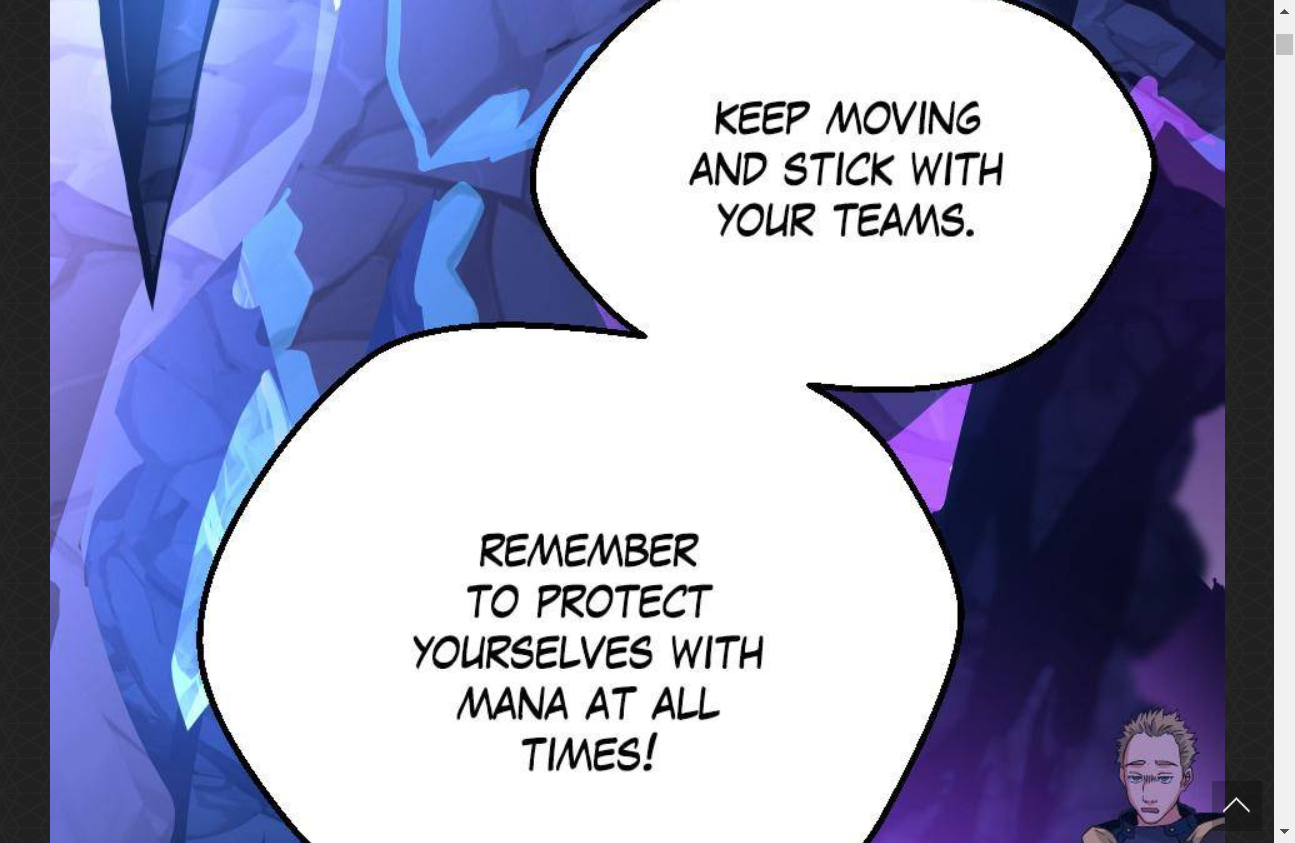 KEEP MOVING
AND STICK WITH
YOUR TEAMS.
REMEMBER
TO PROTECT
YOURSELVES WITH
MANA AT ALL
TIMES!